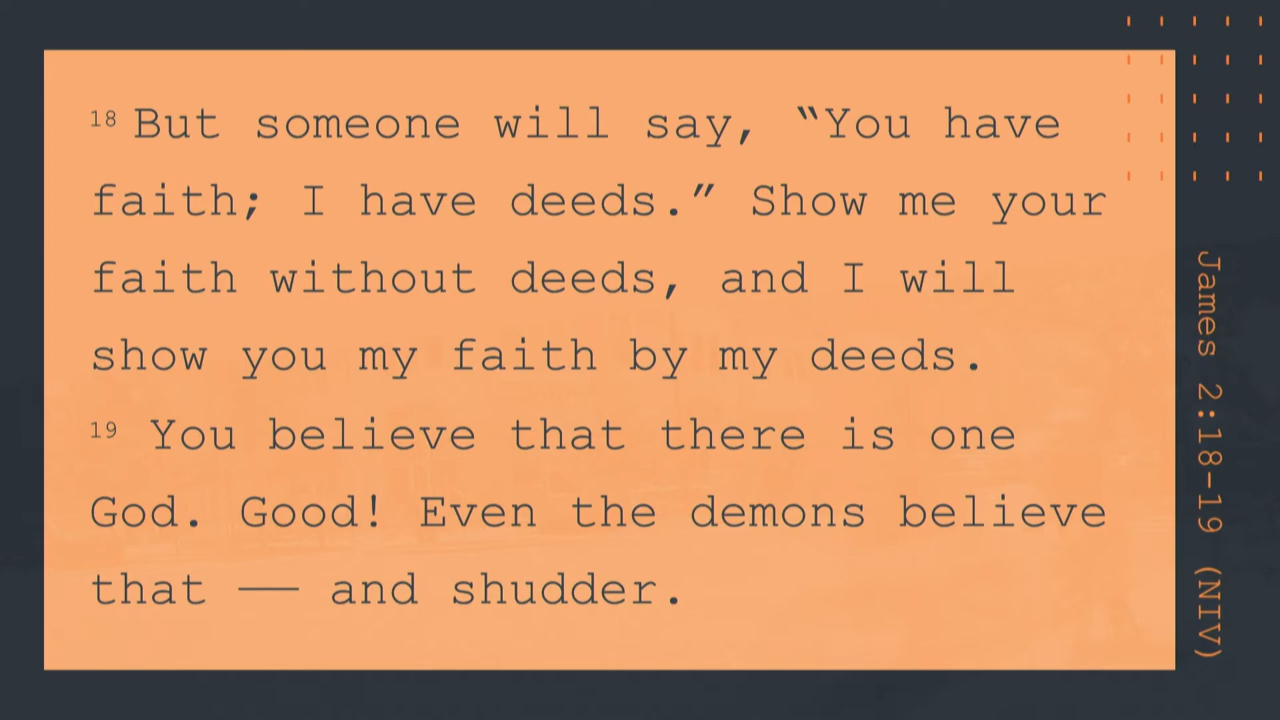 18 But someone will say, “You have
faith; I have deeds.” Show me your
faith without deeds, and I will
show you my faith by my deeds.
19 You believe that there is one
God. Good! Even the demons believe
that — and shudder.
James 2:18-19 (NIV)